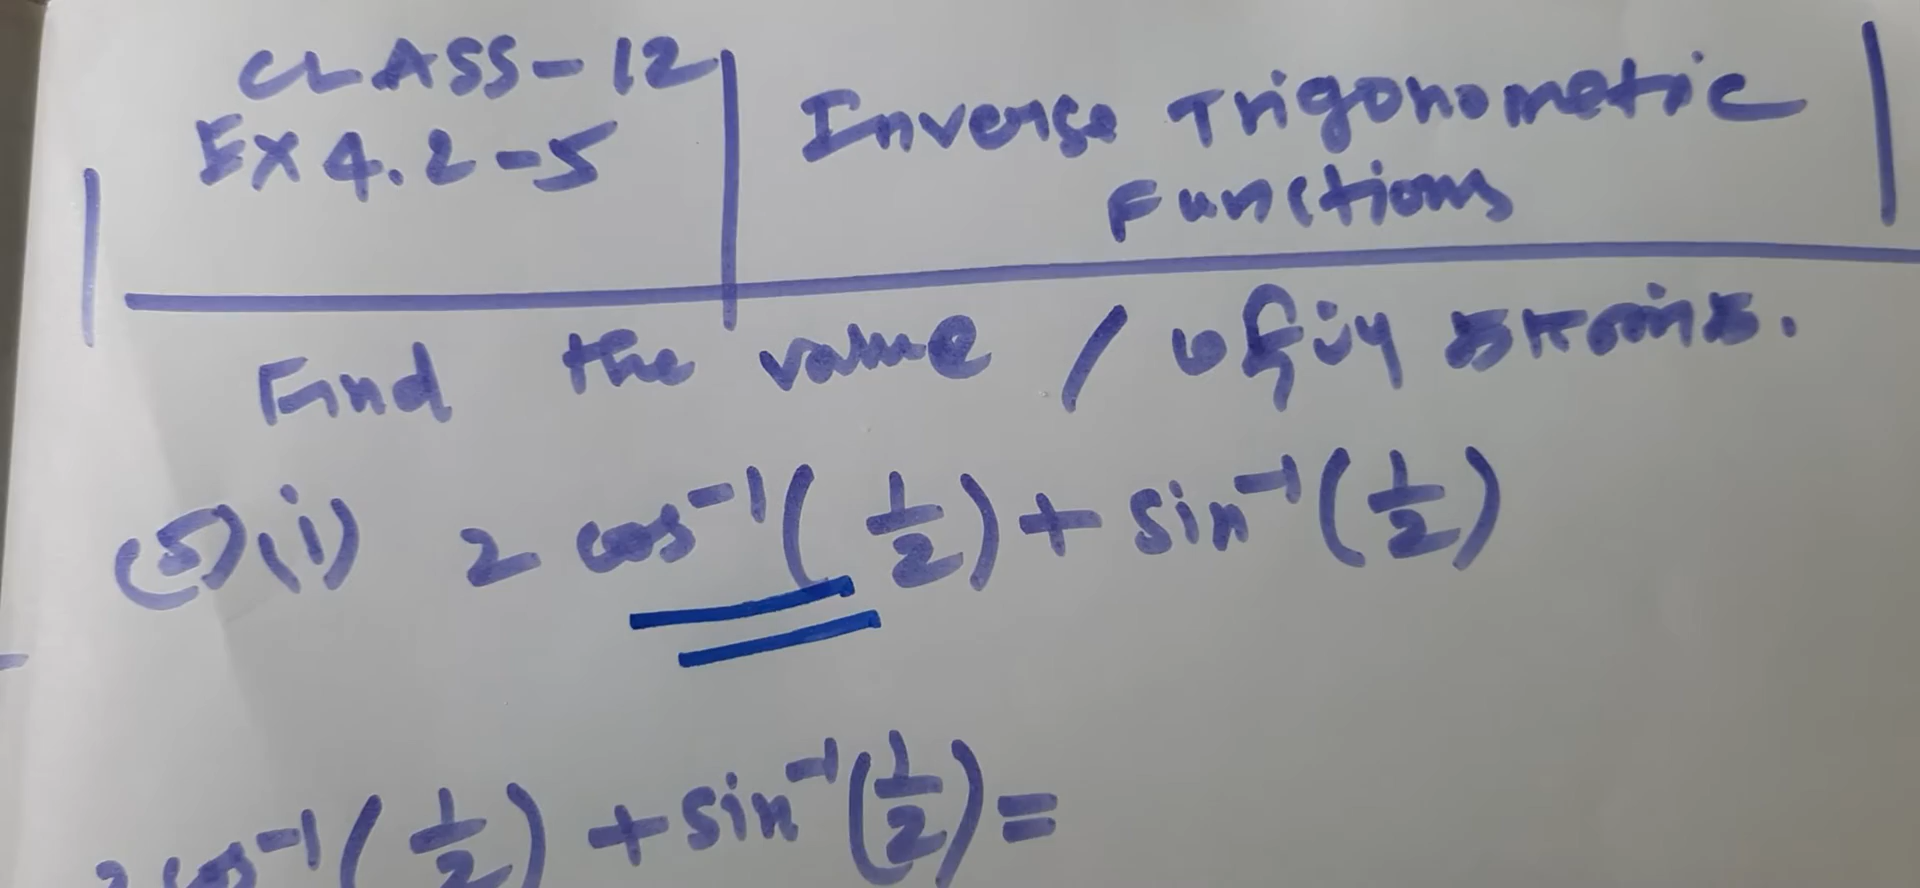 CLASS-12
EX 4.2-5
Inverse Trigonometric
Functions
Find the value /
(5)(i) 2 cos⁻¹(1/2) + sin⁻¹(1/2)
2 cos⁻¹(1/2) + sin⁻¹(1/2) =